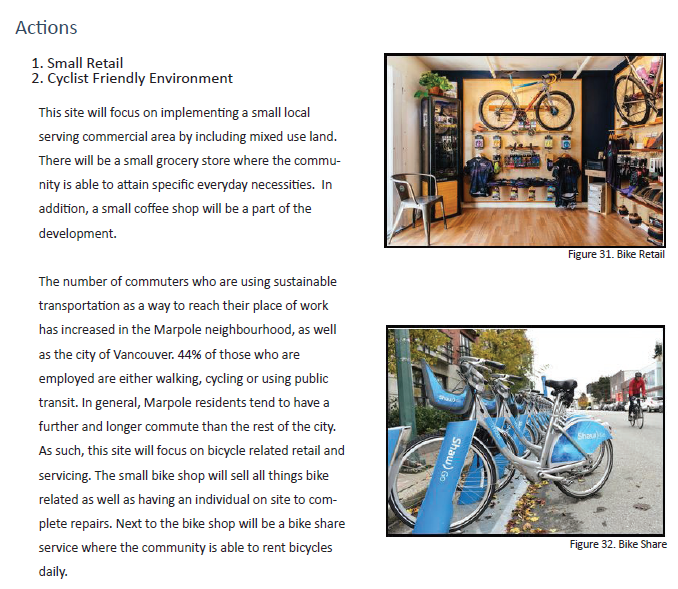 Actions
1. Small Retail
2. Cyclist Friendly Environment
This site will focus on implementing a small local
serving commercial area by including mixed use land.
There will be a small grocery store where the commu-
nity is able to attain specific everyday necessities.  In
addition, a small coffee shop will be a part of the
development.
Figure 31. Bike Retail
The number of commuters who are using sustainable
transportation as a way to reach their place of work
has increased in the Marpole neighbourhood, as well
as the city of Vancouver. 44% of those who are
employed are either walking, cycling or using public
transit. In general, Marpole residents tend to have a
further and longer commute than the rest of the city.
As such, this site will focus on bicycle related retail and
servicing. The small bike shop will sell all things bike
related as well as having an individual on site to com-
plete repairs. Next to the bike shop will be a bike share
service where the community is able to rent bicycles
daily.
Shaw) Go
Shaw)
Figure 32. Bike Share